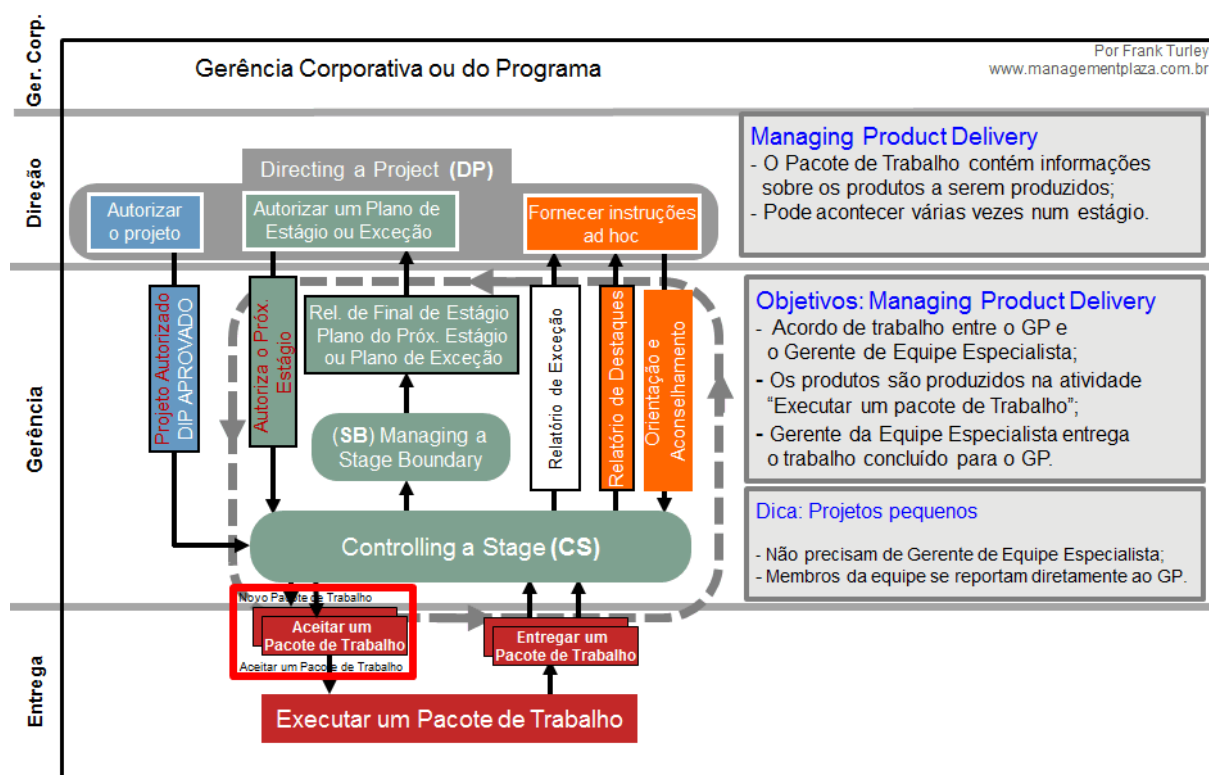 Ger. Corp.
Gerência Corporativa ou do Programa
Por Frank Turley
www.managementplaza.com.br
Direção
Directing a Project (DP)
Autorizar
o projeto
Autorizar um Plano de
Estágio ou Exceção
Fornecer instruções
ad hoc
Managing Product Delivery
- O Pacote de Trabalho contém informações
sobre os produtos a serem produzidos;
- Pode acontecer várias vezes num estágio.
Gerência
Projeto Autorizado
DIP APROVADO
Autoriza o Próx.
Estágio
Rel. de Final de Estágio
Plano do Próx. Estágio
ou Plano de Exceção
Relatório de Exceção
Relatório de Destaques
Orientação e
Aconselhamento
(SB) Managing a
Stage Boundary
Controlling a Stage (CS)
Objetivos: Managing Product Delivery
- Acordo de trabalho entre o GP e
o Gerente de Equipe Especialista;
- Os produtos são produzidos na atividade
“Executar um pacote de Trabalho”;
- Gerente da Equipe Especialista entrega
o trabalho concluído para o GP.
Dica: Projetos pequenos
- Não precisam de Gerente de Equipe Especialista;
- Membros da equipe se reportam diretamente ao GP.
Entrega
Novo Pacote de Trabalho
Aceitar um
Pacote de Trabalho
Aceitar um Pacote de Trabalho
Entregar um
Pacote de Trabalho
Executar um Pacote de Trabalho